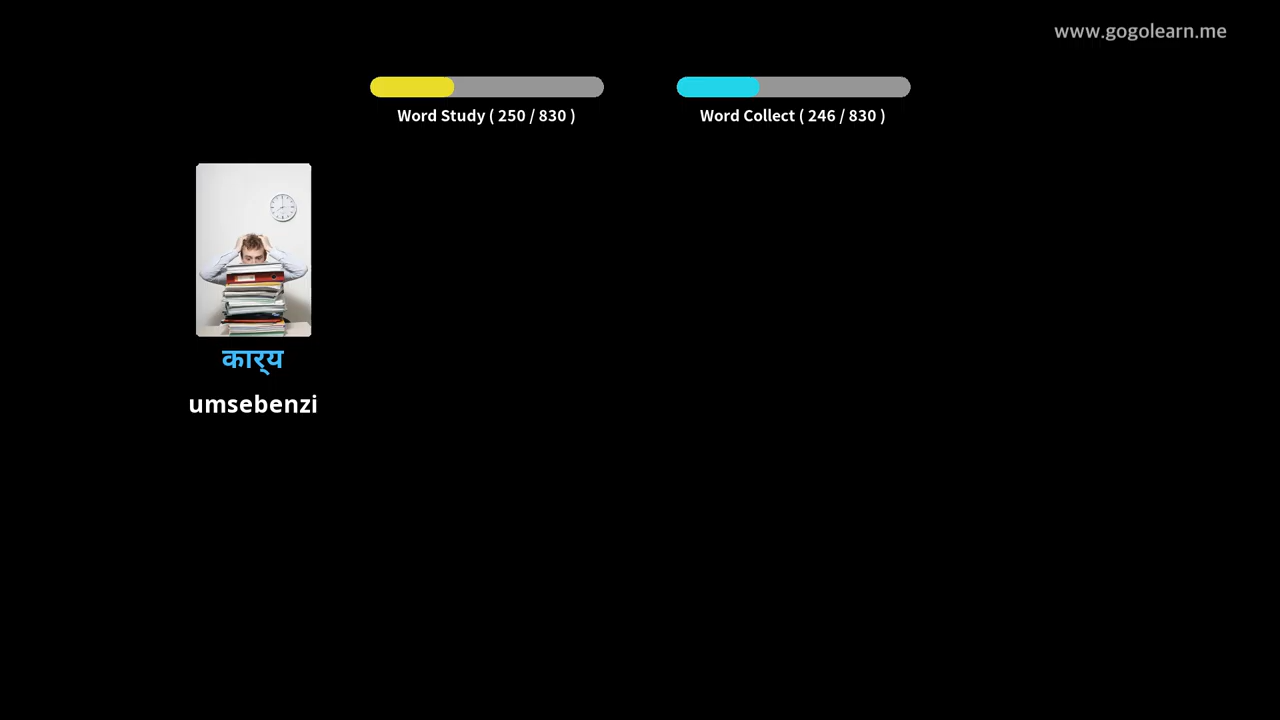 www.gogolearn.me
Word Study ( 250 / 830 )
Word Collect ( 246 / 830 )
कार्य
umsebenzi